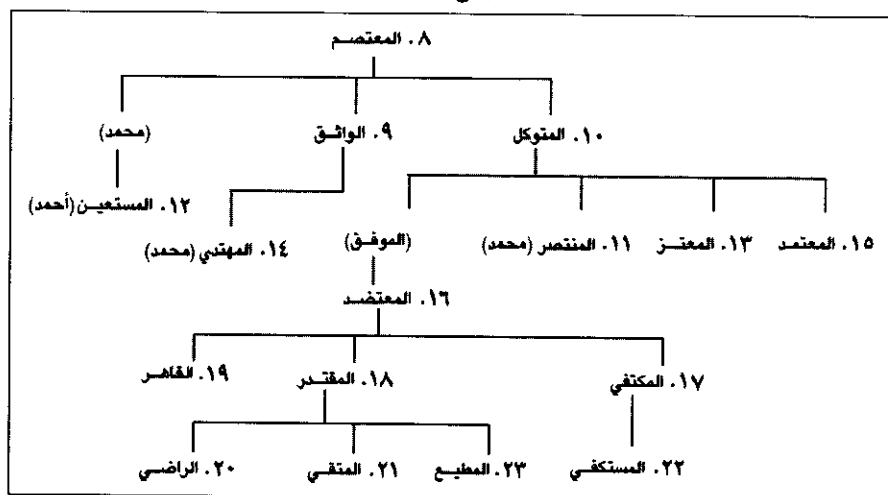 ٨. المعتصم
١٠. المتوكل ٩. الواثق (محمد)
١٢. المستعين (أحمد)
١٥. المعتمد ١٣. المعتز ١١. المنتصر (محمد) (الموفق) ١٤. المهتدي (محمد)
١٦. المعتضد
١٧. المكتفي ١٨. المقتدر ١٩. القاهر
٢٢. المستكفي ٢٣. المطيع ٢١. المتقي ٢٠. الراضي